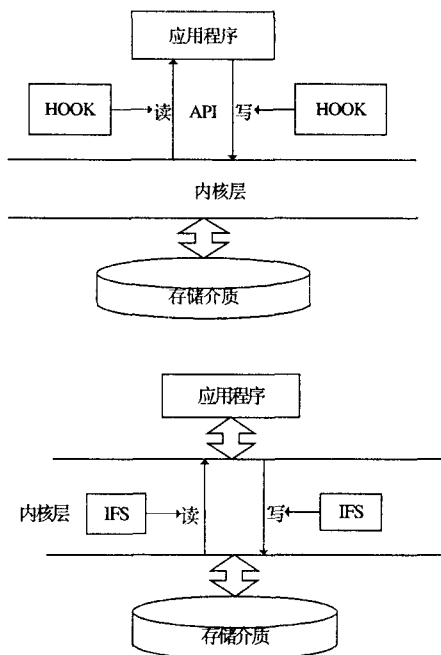 应用程序
HOOK 读 API 写 HOOK
内核层
存储介质
应用程序
内核层 IFS 读 写 IFS
存储介质